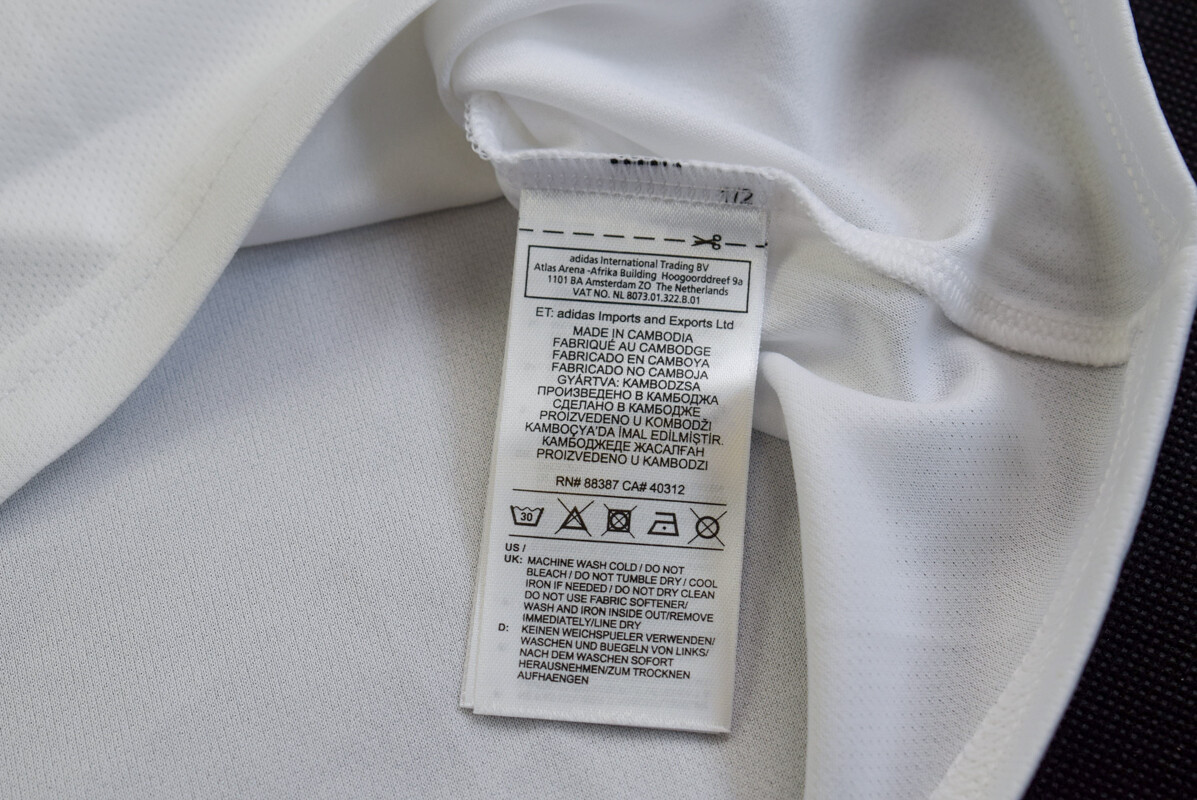 1/2
adidas International Trading BV
Atlas Arena -Afrika Building Hoogoorddreef 9a
1101 BA Amsterdam ZO The Netherlands
VAT NO. NL 8073.01.322.B.01
ET: adidas Imports and Exports Ltd
MADE IN CAMBODIA
FABRIQUÉ AU CAMBODGE
FABRICADO EN CAMBOYA
FABRICADO NO CAMBOJA
GYÁRTVA: KAMBODZSA
ПРОИЗВЕДЕНО В КАМБОДЖА
СДЕЛАНО В КАМБОДЖЕ
PROIZVEDENO U KOMBODŽI
KAMBOÇYA'DA İMAL EDİLMİŞTİR.
КАМБОДЖЕДЕ ЖАСАЛҒАН
PROIZVEDENO U KAMBODZI
RN# 88387 CA# 40312
30
US /
UK: MACHINE WASH COLD / DO NOT
BLEACH / DO NOT TUMBLE DRY / COOL
IRON IF NEEDED / DO NOT DRY CLEAN
DO NOT USE FABRIC SOFTENER/
WASH AND IRON INSIDE OUT/REMOVE
IMMEDIATELY/LINE DRY
D: KEINEN WEICHSPUELER VERWENDEN/
WASCHEN UND BUEGELN VON LINKS/
NACH DEM WASCHEN SOFORT
HERAUSNEHMEN/ZUM TROCKNEN
AUFHAENGEN